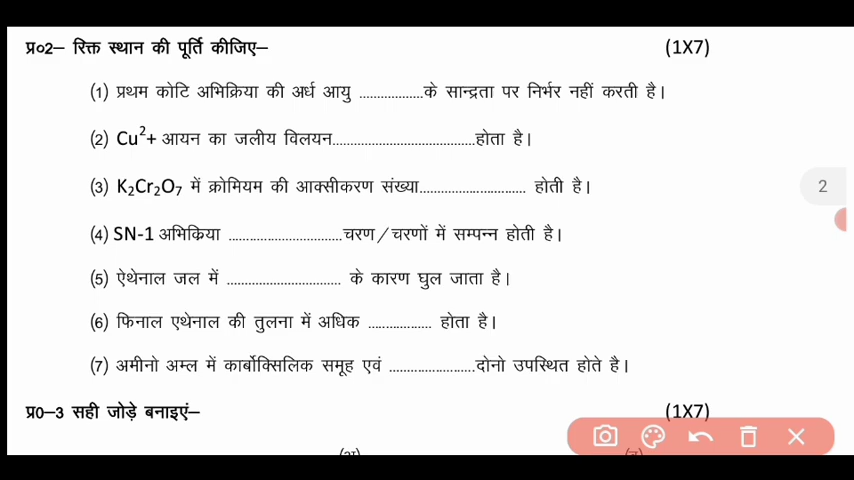 प्र०2– रिक्त स्थान की पूर्ति कीजिए– (1X7)
(1) प्रथम कोटि अभिक्रिया की अर्ध आयु ..................के सान्द्रता पर निर्भर नहीं करती है।
(2) Cu²+ आयन का जलीय विलयन........................................होता है।
(3) K₂Cr₂O₇ में क्रोमियम की आक्सीकरण संख्या.............................. होती है।
2
(4) SN-1 अभिक्रिया ................................चरण/चरणों में सम्पन्न होती है।
(5) ऐथेनाल जल में ................................ के कारण घुल जाता है।
(6) फिनाल एथेनाल की तुलना में अधिक .................. होता है।
(7) अमीनो अम्ल में कार्बोक्सिलिक समूह एवं ........................दोनो उपस्थित होते है।
प्र0–3 सही जोड़े बनाइएं– (1X7)